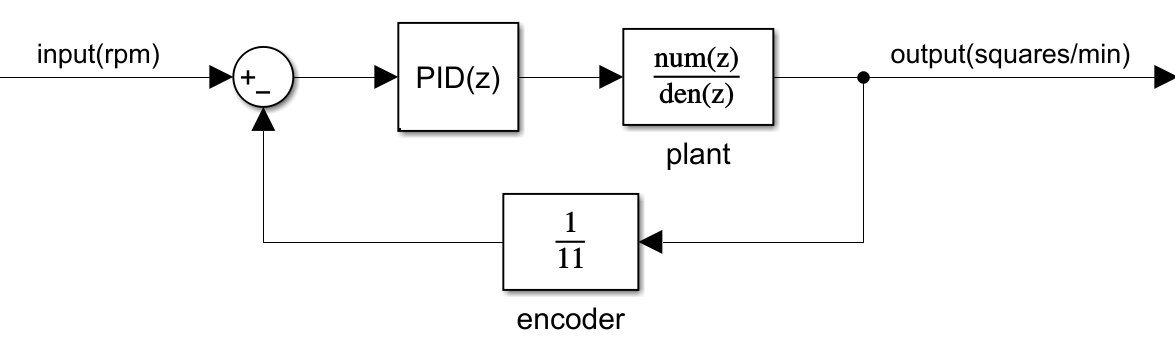 input(rpm)
+
−
PID(z)
num(z)
den(z)
plant
output(squares/min)
1
11
encoder